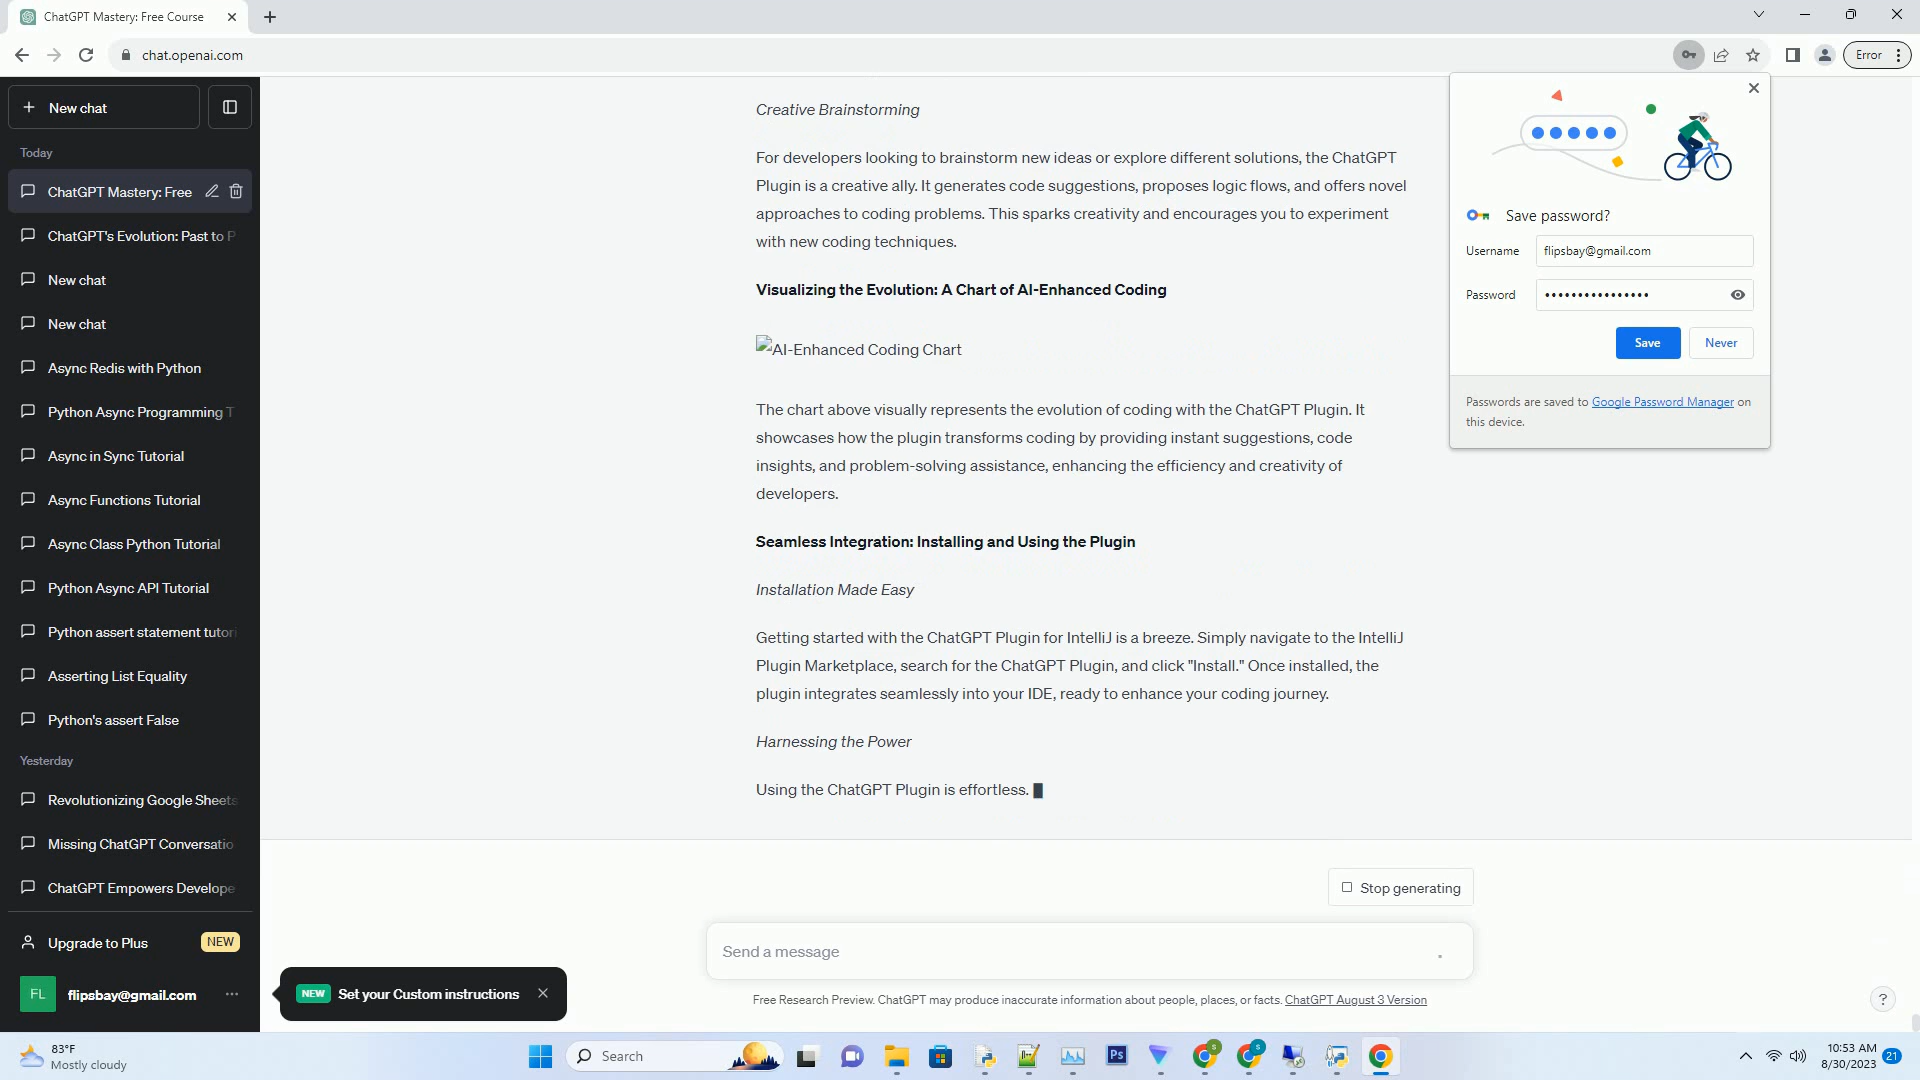 ChatGPT Mastery: Free Course
chat.openai.com
Error
New chat
Today
ChatGPT Mastery: Free
ChatGPT's Evolution: Past to P
New chat
New chat
Async Redis with Python
Python Async Programming T
Async in Sync Tutorial
Async Functions Tutorial
Async Class Python Tutorial
Python Async API Tutorial
Python assert statement tutori
Asserting List Equality
Python's assert False
Yesterday
Revolutionizing Google Sheets
Missing ChatGPT Conversatio
ChatGPT Empowers Develope
Upgrade to Plus NEW
FL flipsbay@gmail.com
Creative Brainstorming
For developers looking to brainstorm new ideas or explore different solutions, the ChatGPT
Plugin is a creative ally. It generates code suggestions, proposes logic flows, and offers novel
approaches to coding problems. This sparks creativity and encourages you to experiment
with new coding techniques.
Visualizing the Evolution: A Chart of AI-Enhanced Coding
AI-Enhanced Coding Chart
The chart above visually represents the evolution of coding with the ChatGPT Plugin. It
showcases how the plugin transforms coding by providing instant suggestions, code
insights, and problem-solving assistance, enhancing the efficiency and creativity of
developers.
Seamless Integration: Installing and Using the Plugin
Installation Made Easy
Getting started with the ChatGPT Plugin for IntelliJ is a breeze. Simply navigate to the IntelliJ
Plugin Marketplace, search for the ChatGPT Plugin, and click "Install." Once installed, the
plugin integrates seamlessly into your IDE, ready to enhance your coding journey.
Harnessing the Power
Using the ChatGPT Plugin is effortless.
Stop generating
Send a message
NEW Set your Custom instructions
Free Research Preview. ChatGPT may produce inaccurate information about people, places, or facts. ChatGPT August 3 Version
?
Save password?
Username flipsbay@gmail.com
Password ••••••••••••••••
Save Never
Passwords are saved to Google Password Manager on
this device.
83°F
Mostly cloudy
Search
Ps
S
S
10:53 AM
8/30/2023
21